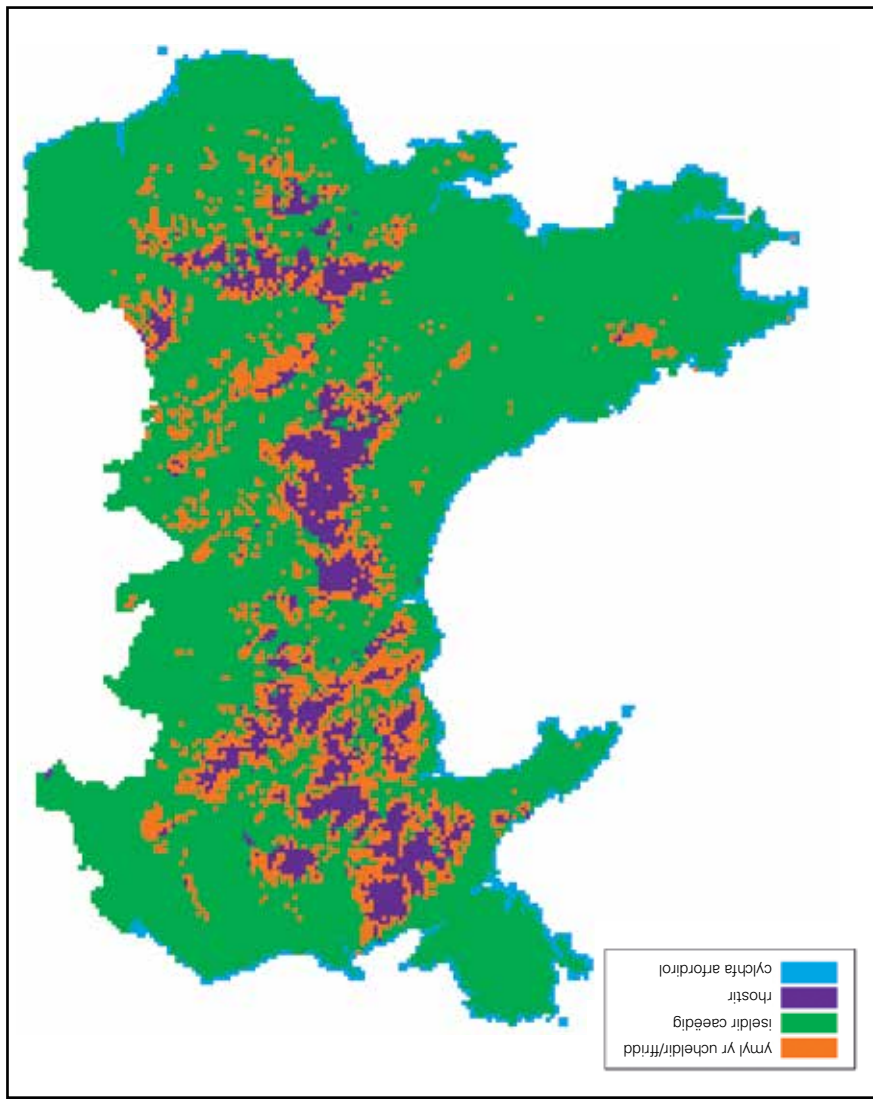 ymyl yr ucheldir/ffridd
iseldir caeëdig
rhostir
cylchfa arfordirol